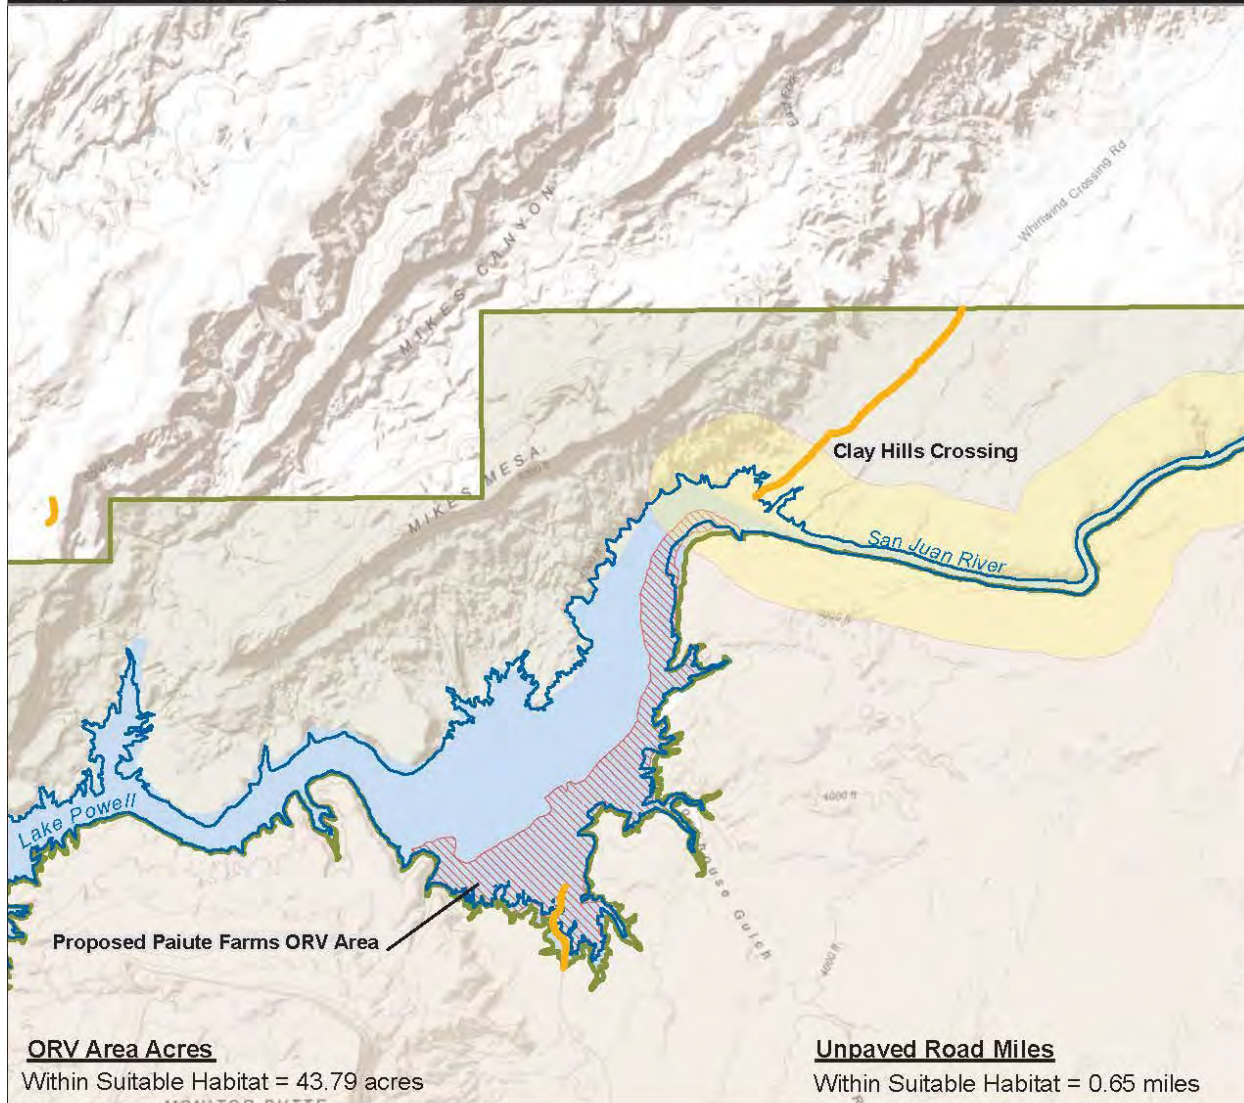 East Fork
Whirlwind Crossing Rd
MIKES CANYON
Clay Hills Crossing
MIKES MESA
San Juan River
4000 ft
Lake Powell
Gulch
4000 ft
Proposed Paiute Farms ORV Area
ORV Area Acres
Within Suitable Habitat = 43.79 acres
Unpaved Road Miles
Within Suitable Habitat = 0.65 miles